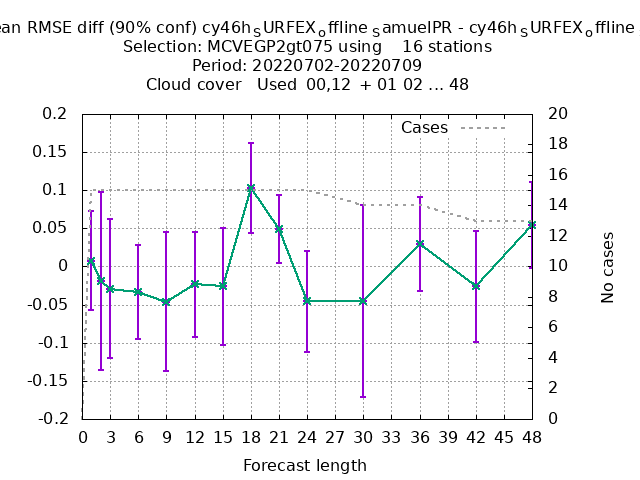 ean RMSE diff (90% conf) cy46hSURFEXoffline SamuelPR - cy46hSURFEXoffline
Selection: MCVEGP2gt075 using 16 stations
Period: 20220702-20220709
Cloud cover Used 00,12 + 01 02 ... 48
Cases
0.2
0.15
0.1
0.05
0
-0.05
-0.1
-0.15
-0.2
20
18
16
14
12
10
8
6
4
2
0
No cases
0 3 6 9 12 15 18 21 24 27 30 33 36 39 42 45 48
Forecast length